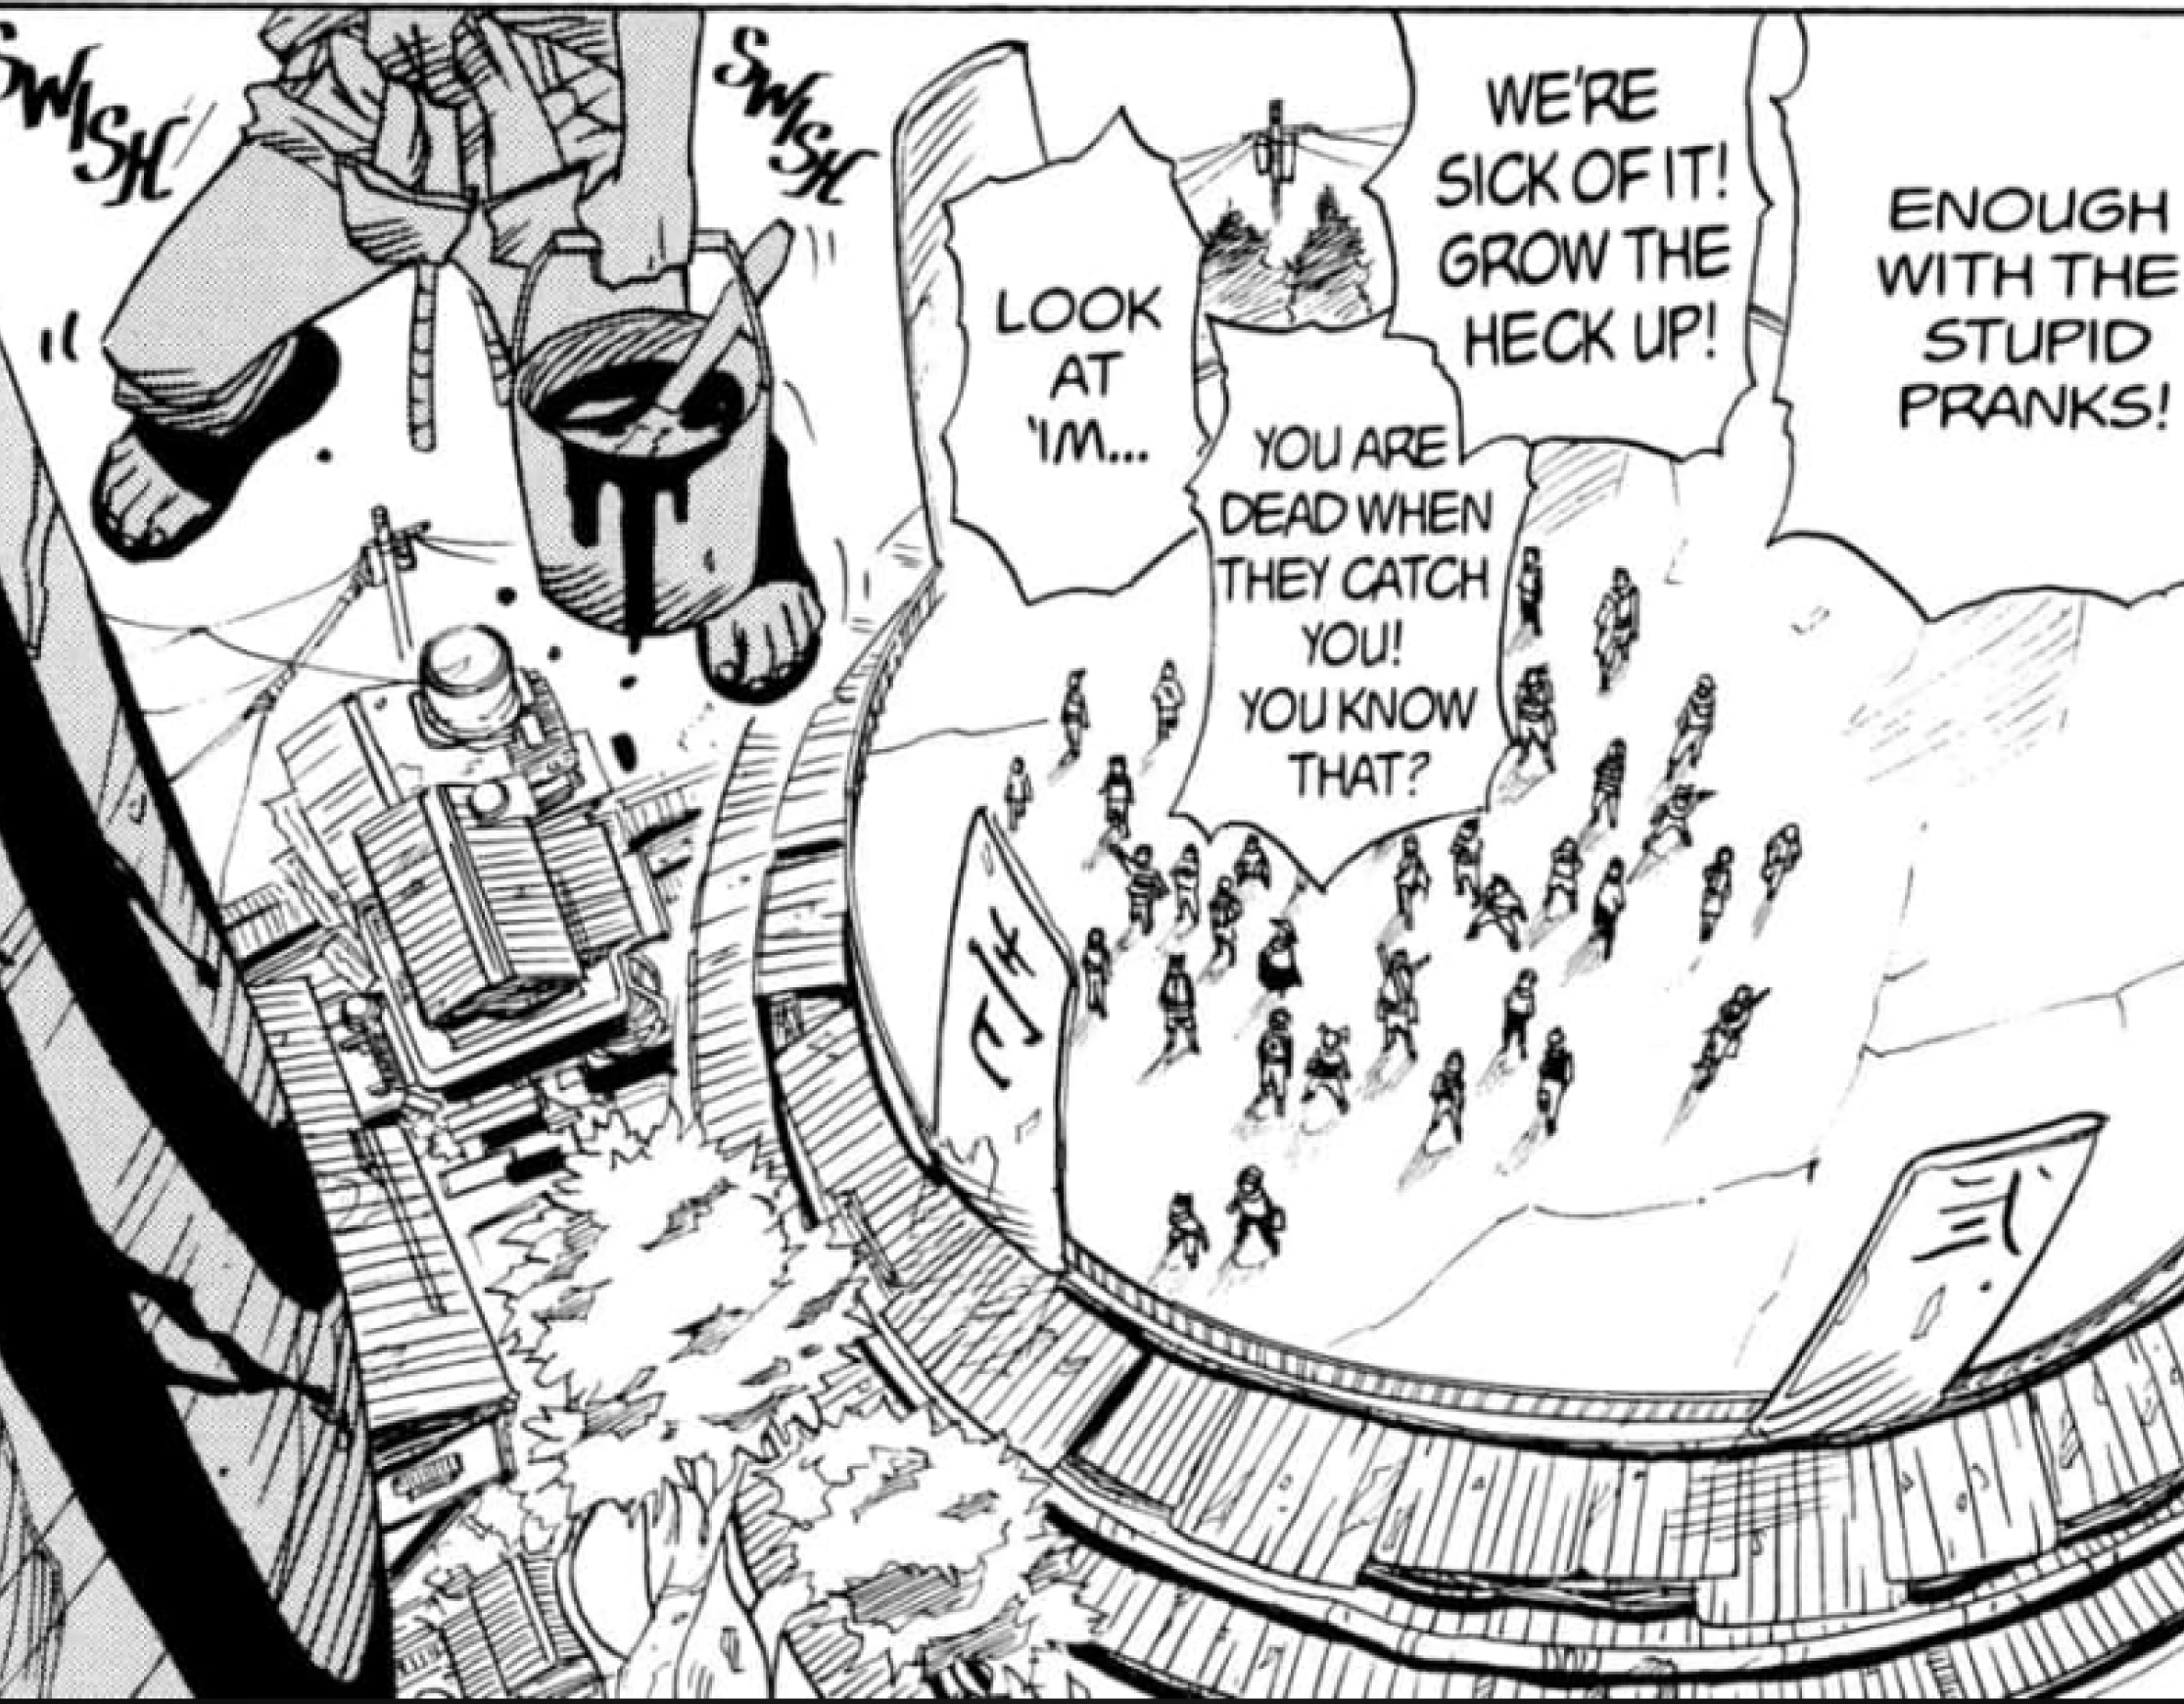 ENOUGH
WITH THE
STUPID
PRANKS!
WE'RE
SICK OF IT!
GROW THE
HECK UP!
YOU ARE
DEAD WHEN
THEY CATCH
YOU!
YOU KNOW
THAT?
LOOK
AT
'IM...
SWISH
SWISH